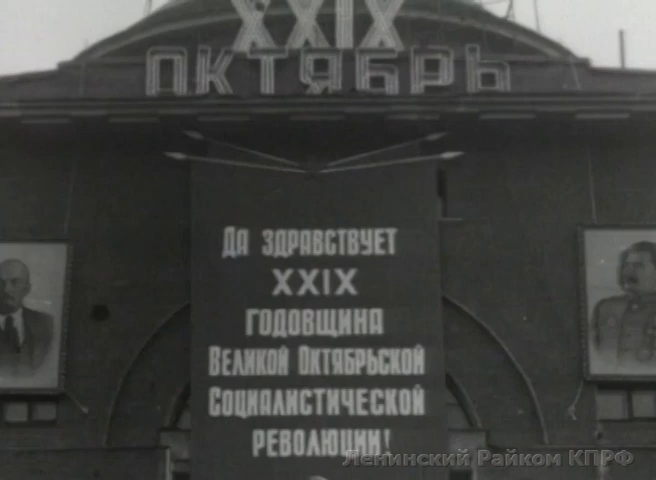 XXIX
ОКТЯБРЬ
ДА ЗДРАВСТВУЕТ
XXIX
ГОДОВЩИНА
ВЕЛИКОЙ ОКТЯБРЬСКОЙ
СОЦИАЛИСТИЧЕСКОЙ
РЕВОЛЮЦИИ!
Ленинский Райком КПРФ